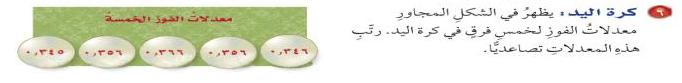 ٩ كرة اليد : يظهرُ في الشكلِ المجاورِ
معدلاتُ الفوزِ لخمسِ فرقٍ في كرة اليد. رتّبِ
هذهِ المعدلاتِ تصاعديًّا.
معدلات الفوز الخمسة
٠,٣٤٦ ٠,٣٥٦ ٠,٣٦٦ ٠,٣٥٦ ٠,٣٤٥